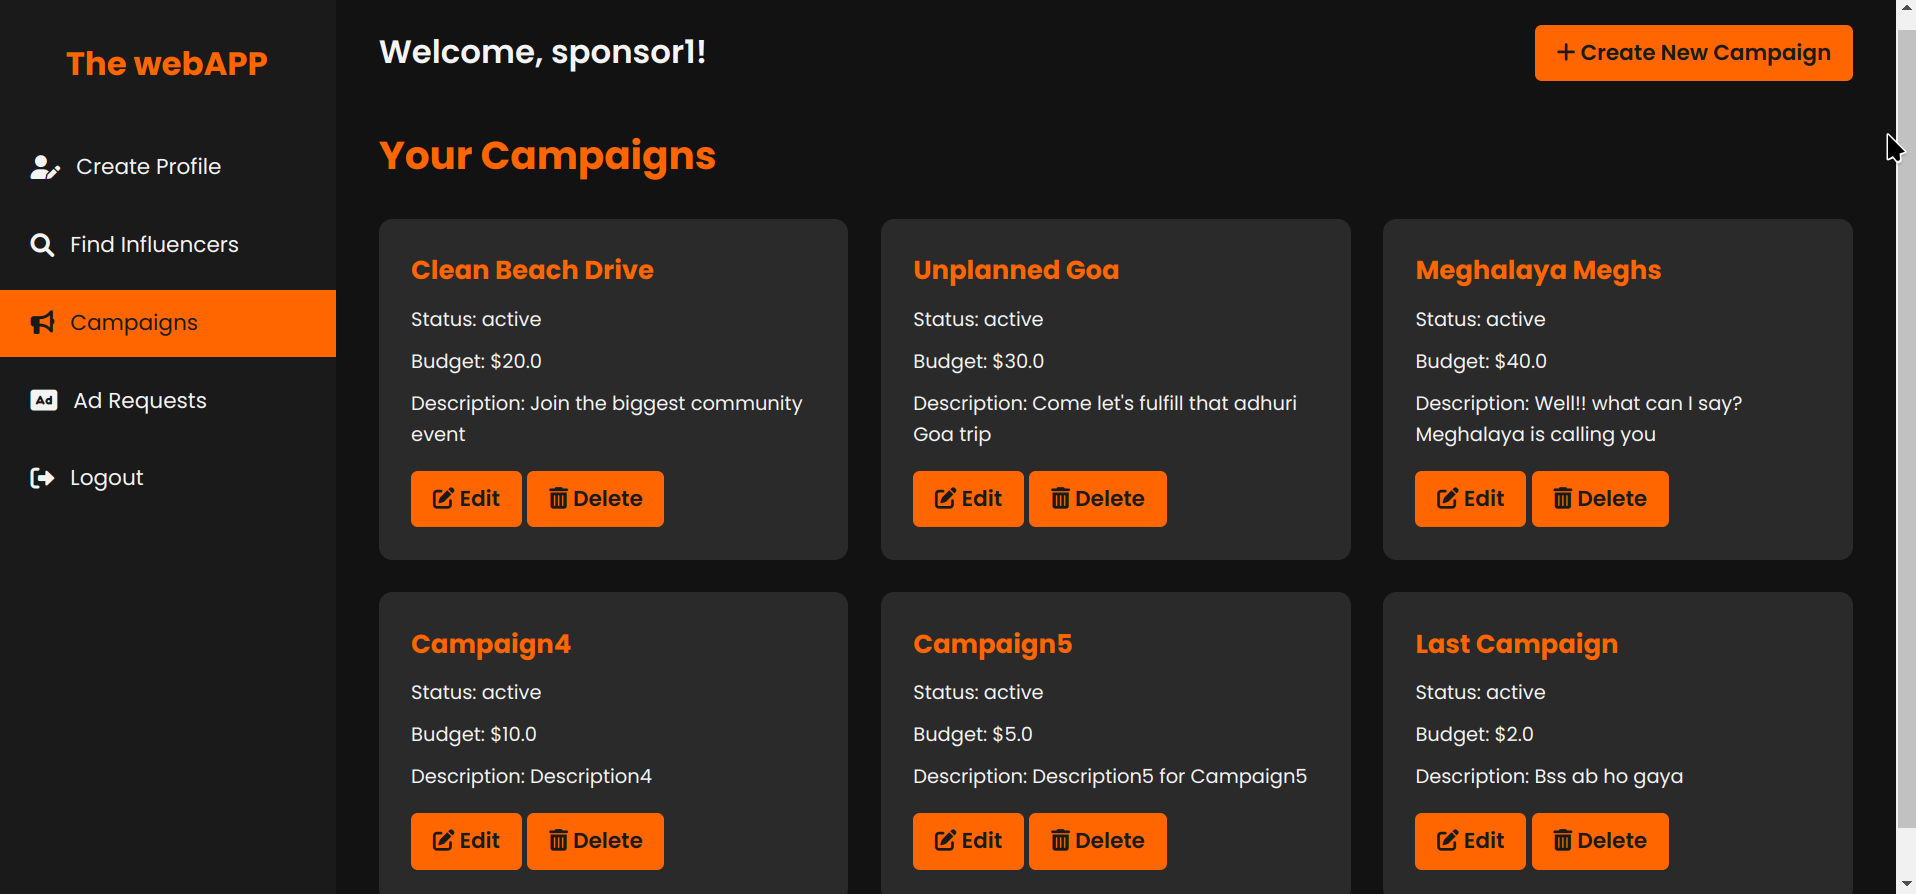 The webAPP
Create Profile
Find Influencers
Campaigns
Ad Ad Requests
Logout
Welcome, sponsor1!
+ Create New Campaign
Your Campaigns
Clean Beach Drive
Status: active
Budget: $20.0
Description: Join the biggest community
event
Edit Delete
Unplanned Goa
Status: active
Budget: $30.0
Description: Come let's fulfill that adhuri
Goa trip
Edit Delete
Meghalaya Meghs
Status: active
Budget: $40.0
Description: Well!! what can I say?
Meghalaya is calling you
Edit Delete
Campaign4
Status: active
Budget: $10.0
Description: Description4
Edit Delete
Campaign5
Status: active
Budget: $5.0
Description: Description5 for Campaign5
Edit Delete
Last Campaign
Status: active
Budget: $2.0
Description: Bss ab ho gaya
Edit Delete